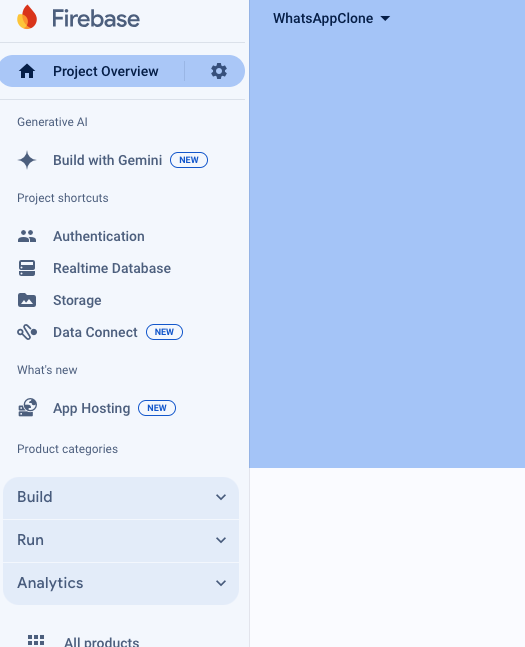 Firebase
WhatsAppClone
Project Overview
Generative AI
Build with Gemini NEW
Project shortcuts
Authentication
Realtime Database
Storage
Data Connect NEW
What's new
App Hosting NEW
Product categories
Build
Run
Analytics
All products